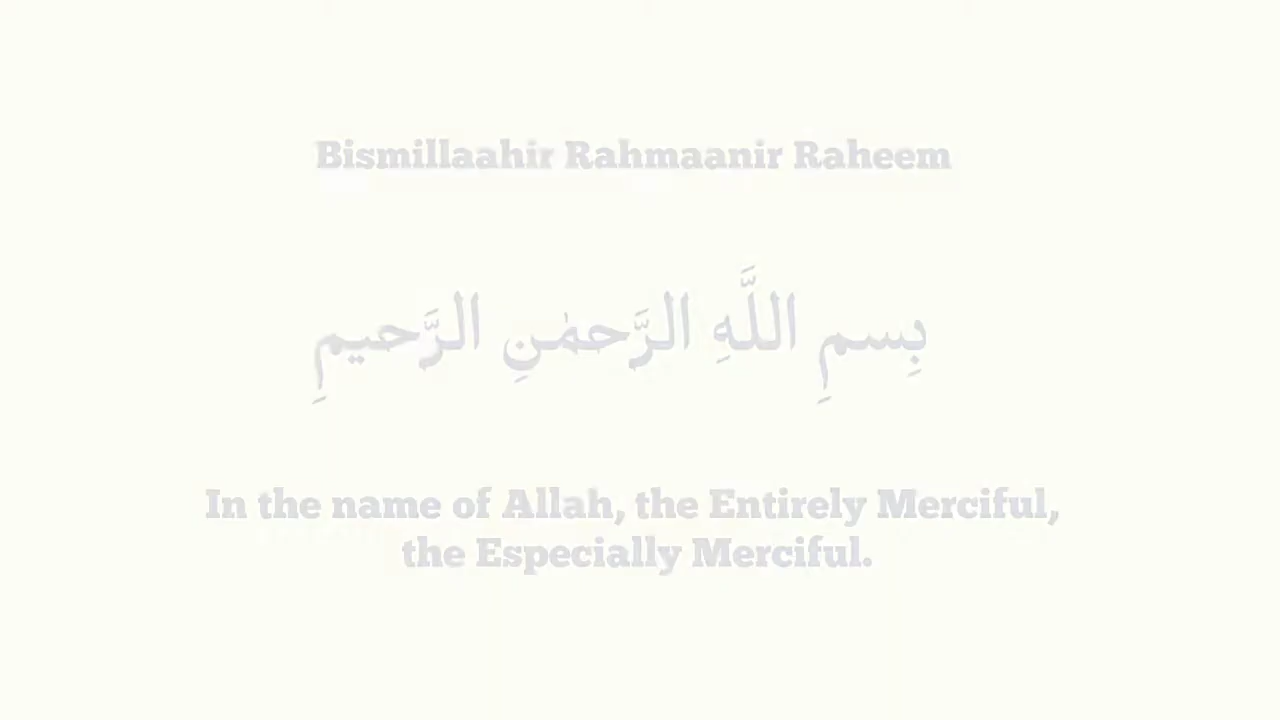 Bismillaahir Rahmaanir Raheem
بِسمِ اللَّهِ الرَّحمٰنِ الرَّحيمِ
In the name of Allah, the Entirely Merciful,
the Especially Merciful.